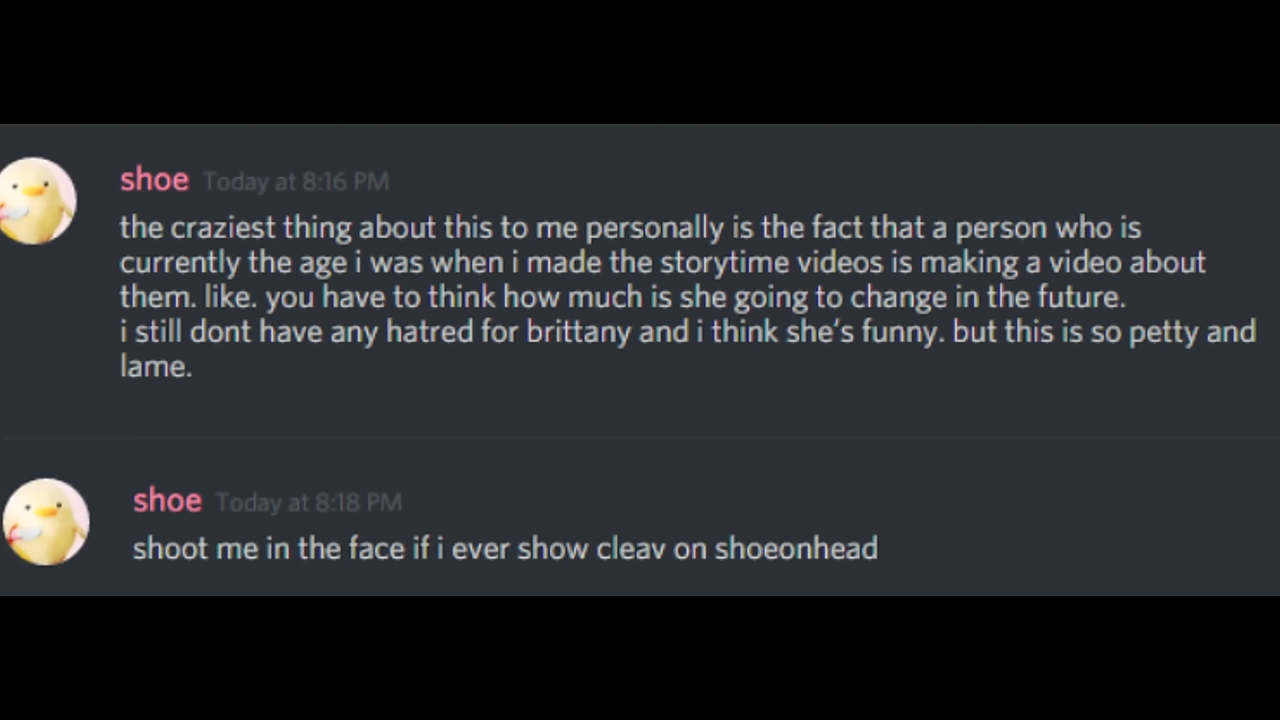 shoe Today at 8:16 PM
the craziest thing about this to me personally is the fact that a person who is
currently the age i was when i made the storytime videos is making a video about
them. like. you have to think how much is she going to change in the future.
i still dont have any hatred for brittany and i think she's funny. but this is so petty and
lame.
shoe Today at 8:18 PM
shoot me in the face if i ever show cleav on shoeonhead